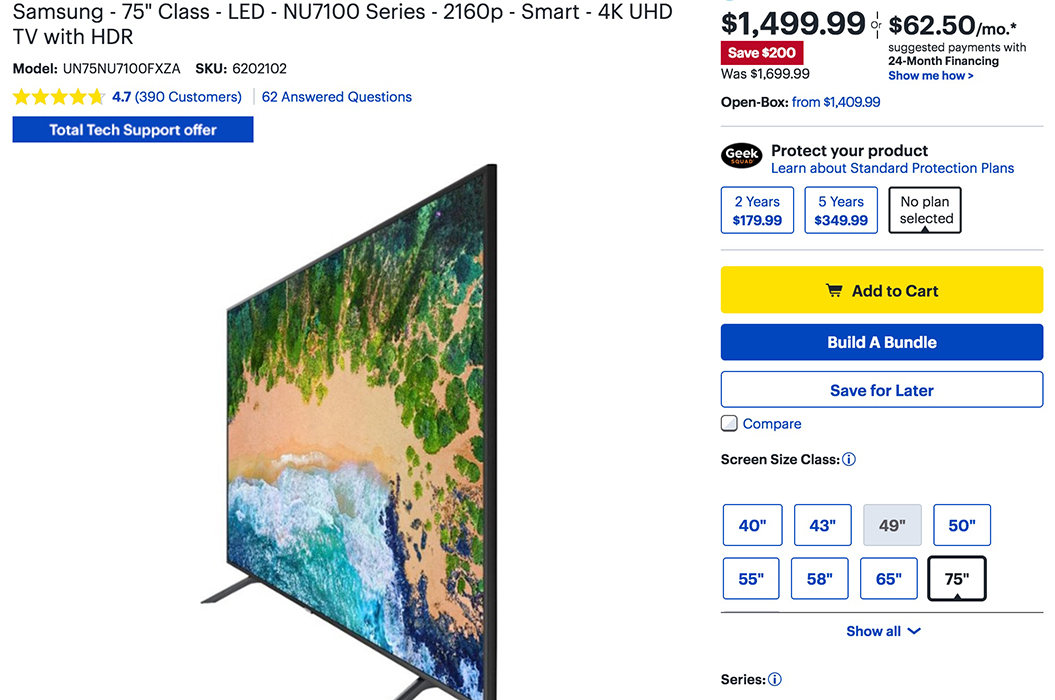 Samsung - 75" Class - LED - NU7100 Series - 2160p - Smart - 4K UHD
TV with HDR
Model: UN75NU7100FXZA SKU: 6202102
4.7 (390 Customers) 62 Answered Questions
Total Tech Support offer
$1,499.99 or $62.50/mo.*
Save $200
Was $1,699.99
suggested payments with
24-Month Financing
Show me how >
Open-Box: from $1,409.99
Geek
SQUAD
Protect your product
Learn about Standard Protection Plans
2 Years
$179.99
5 Years
$349.99
No plan
selected
Add to Cart
Build A Bundle
Save for Later
Compare
Screen Size Class:
40" 43" 49" 50"
55" 58" 65" 75"
Show all
Series: